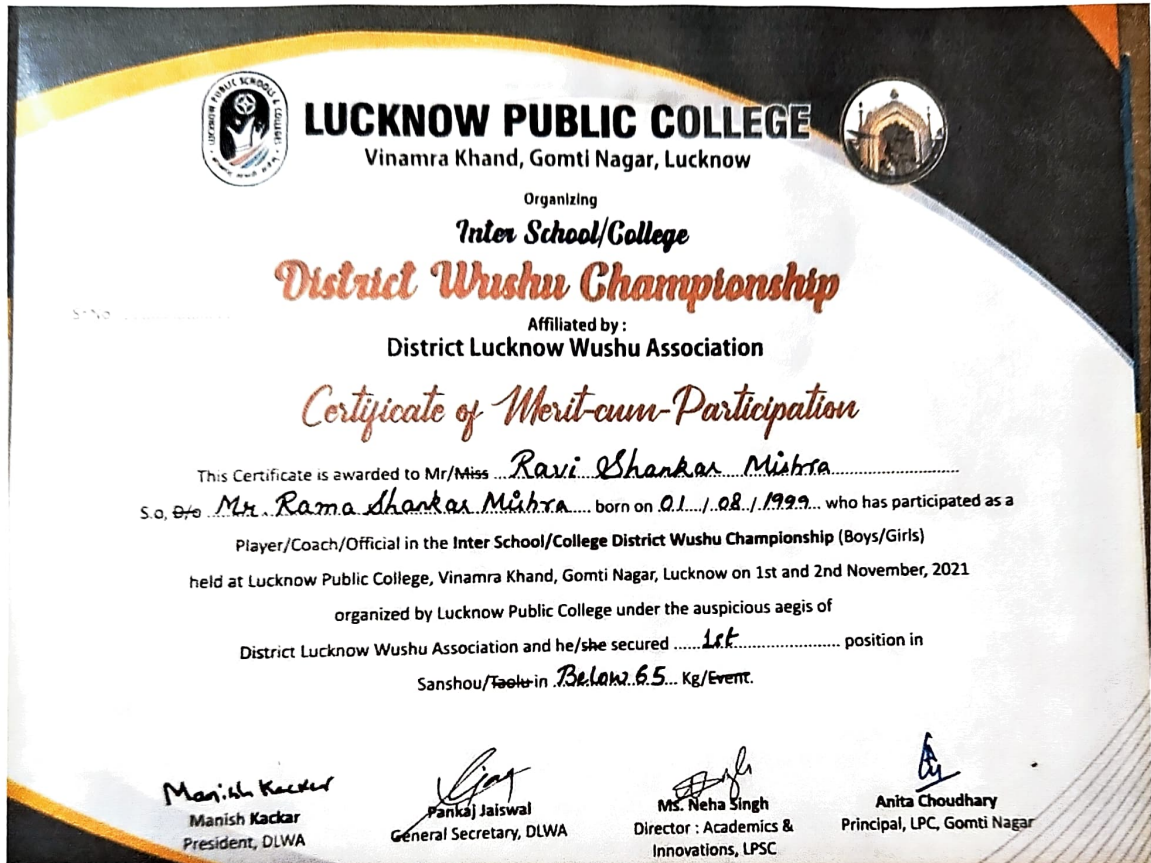 LUCKNOW PUBLIC SCHOOLS & COLLEGES
LUCKNOW PUBLIC COLLEGE
Vinamra Khand, Gomti Nagar, Lucknow
Organizing
Inter School/College
District Wushu Championship
S.No.
Affiliated by :
District Lucknow Wushu Association
Certificate of Merit-cum-Participation
This Certificate is awarded to Mr/Miss ...Ravi Shankar Mishra...
S.o, D/o ...Mr. Rama Shankar Mishra... born on 01/08/1999... who has participated as a
Player/Coach/Official in the Inter School/College District Wushu Championship (Boys/Girls)
held at Lucknow Public College, Vinamra Khand, Gomti Nagar, Lucknow on 1st and 2nd November, 2021
organized by Lucknow Public College under the auspicious aegis of
District Lucknow Wushu Association and he/she secured ......1st...... position in
Sanshou/Taolu in ..Below 65... Kg/Event.
Manish Kackar
Manish Kackar
President, DLWA
Pankaj Jaiswal
General Secretary, DLWA
Ms. Neha Singh
Director : Academics &
Innovations, LPSC
Anita Choudhary
Principal, LPC, Gomti Nagar